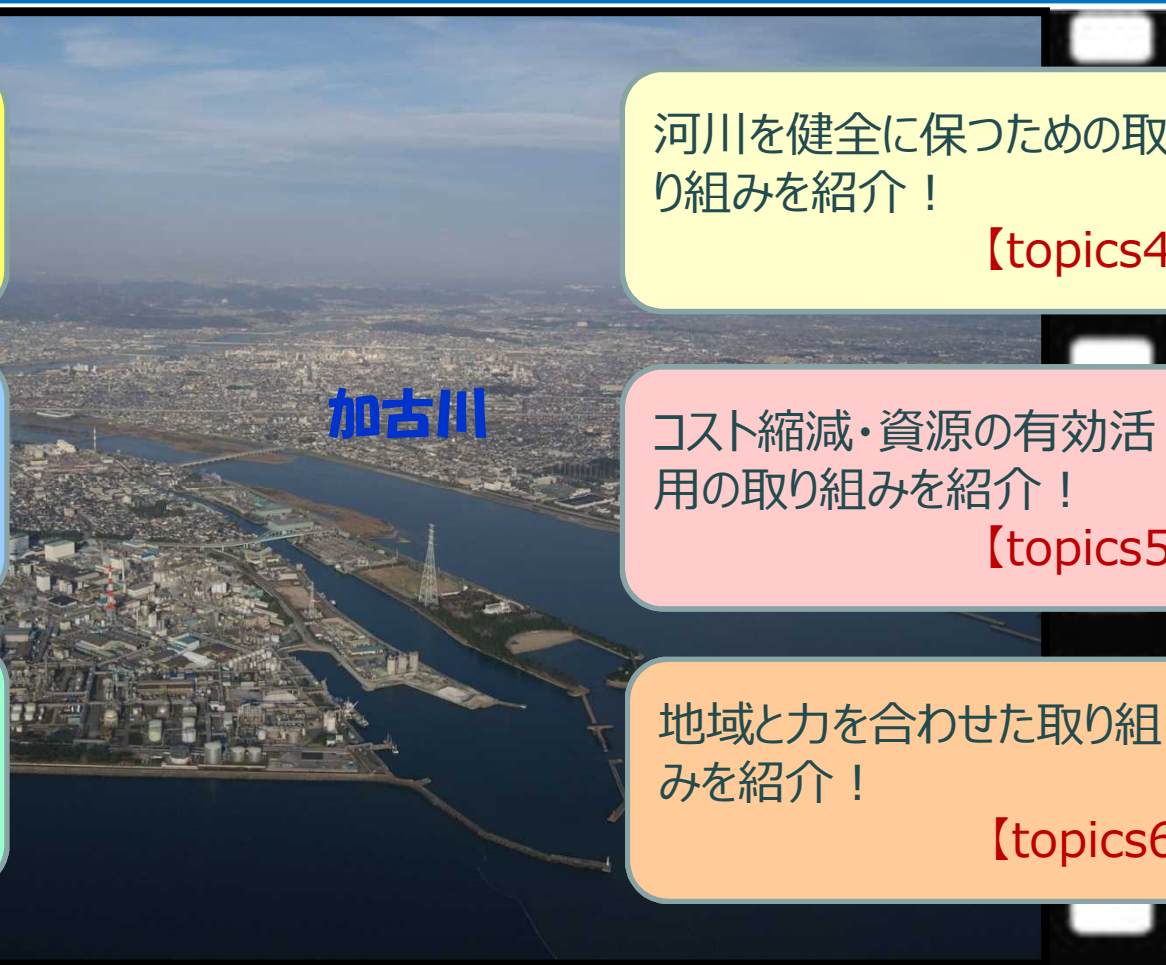 河川を健全に保つための取
り組みを紹介！
【topics4
加古川
コスト縮減・資源の有効活
用の取り組みを紹介！
【topics5
地域と力を合わせた取り組
みを紹介！
【topics6